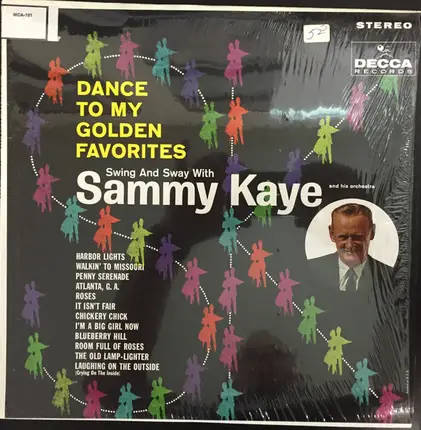 MCA-191
STEREO
DECCA
RECORDS
DANCE
TO MY
GOLDEN
FAVORITES
Swing And Sway With
Sammy Kaye and his orchestra
HARBOR LIGHTS
WALKIN' TO MISSOURI
PENNY SERENADE
ATLANTA, G. A.
ROSES
IT ISN'T FAIR
CHICKERY CHICK
I'M A BIG GIRL NOW
BLUEBERRY HILL
ROOM FULL OF ROSES
THE OLD LAMP-LIGHTER
LAUGHING ON THE OUTSIDE
(Crying On The Inside)